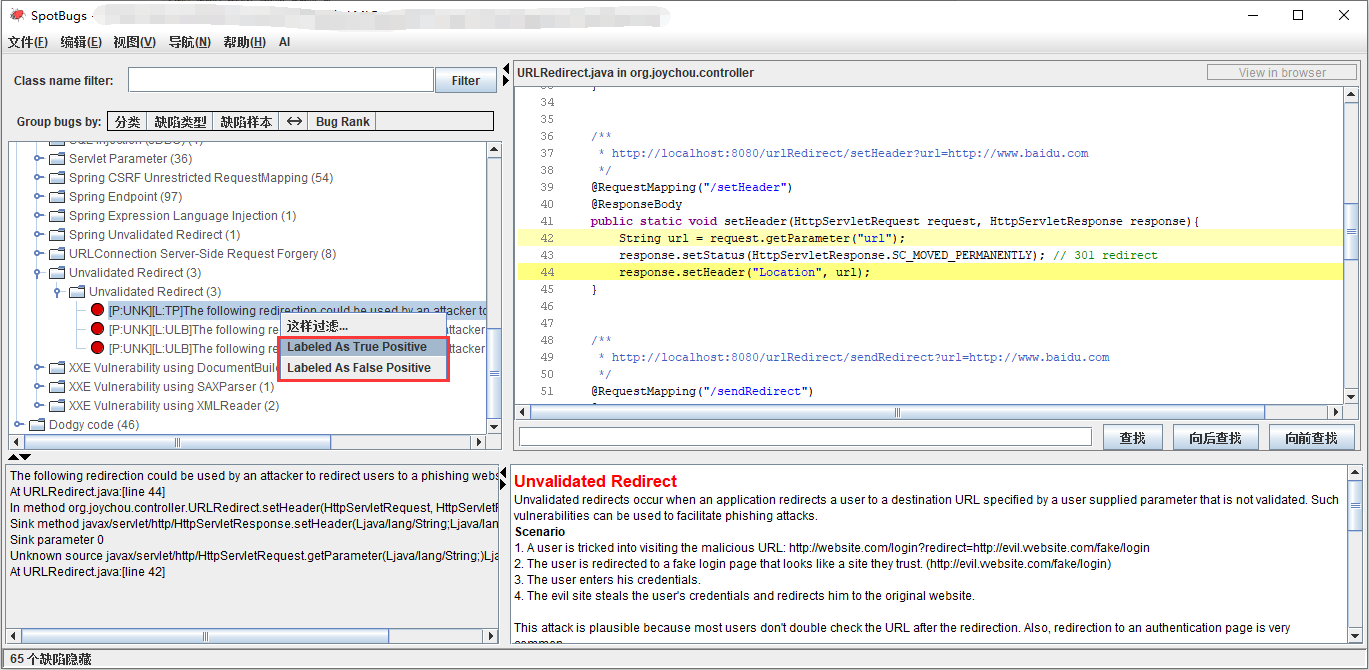 SpotBugs -
文件(F) 编辑(E) 视图(V) 导航(N) 帮助(H) AI
Class name filter: Filter
Group bugs by: 分类 缺陷类型 缺陷样本 ↔ Bug Rank
Servlet Parameter (36)
Spring CSRF Unrestricted RequestMapping (54)
Spring Endpoint (97)
Spring Expression Language Injection (1)
Spring Unvalidated Redirect (1)
URLConnection Server-Side Request Forgery (8)
Unvalidated Redirect (3)
Unvalidated Redirect (3)
[P:UNK][L:TP]The following redirection could be used by an attacker to
[P:UNK][L:ULB]The following re attacker
[P:UNK][L:ULB]The following re ttacker
XXE Vulnerability using DocumentBuil
XXE Vulnerability using SAXParser (1)
XXE Vulnerability using XMLReader (2)
Dodgy code (46)
这样过滤...
Labeled As True Positive
Labeled As False Positive
URLRedirect.java in org.joychou.controller
View in browser
34
35
36 /**
37 * http://localhost:8080/urlRedirect/setHeader?url=http://www.baidu.com
38 */
39 @RequestMapping("/setHeader")
40 @ResponseBody
41 public static void setHeader(HttpServletRequest request, HttpServletResponse response){
42 String url = request.getParameter("url");
43 response.setStatus(HttpServletResponse.SC_MOVED_PERMANENTLY); // 301 redirect
44 response.setHeader("Location", url);
45 }
46
47
48 /**
49 * http://localhost:8080/urlRedirect/sendRedirect?url=http://www.baidu.com
50 */
51 @RequestMapping("/sendRedirect")
查找 向后查找 向前查找
The following redirection could be used by an attacker to redirect users to a phishing webs
At URLRedirect.java:[line 44]
In method org.joychou.controller.URLRedirect.setHeader(HttpServletRequest, HttpServletR
Sink method javax/servlet/http/HttpServletResponse.setHeader(Ljava/lang/String;Ljava/lan
Sink parameter 0
Unknown source javax/servlet/http/HttpServletRequest.getParameter(Ljava/lang/String;)Lja
At URLRedirect.java:[line 42]
Unvalidated Redirect
Unvalidated redirects occur when an application redirects a user to a destination URL specified by a user supplied parameter that is not validated. Such
vulnerabilities can be used to facilitate phishing attacks.
Scenario
1. A user is tricked into visiting the malicious URL: http://website.com/login?redirect=http://evil.vvebsite.com/fake/login
2. The user is redirected to a fake login page that looks like a site they trust. (http://evil.vvebsite.com/fake/login)
3. The user enters his credentials.
4. The evil site steals the user's credentials and redirects him to the original website.
This attack is plausible because most users don't double check the URL after the redirection. Also, redirection to an authentication page is very
common.
65 个缺陷隐藏